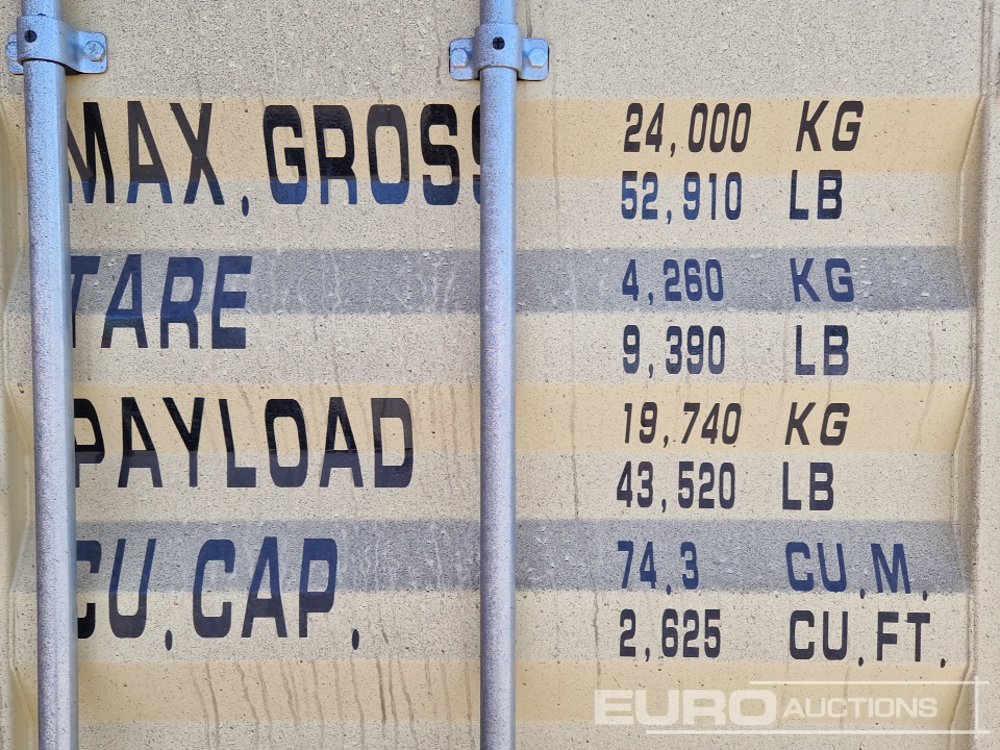 MAX.GROSS 24,000 KG
52,910 LB
TARE 4,260 KG
9,390 LB
PAYLOAD 19,740 KG
43,520 LB
CU.CAP. 74.3 CU.M.
2,625 CU.FT.
EURO AUCTIONS